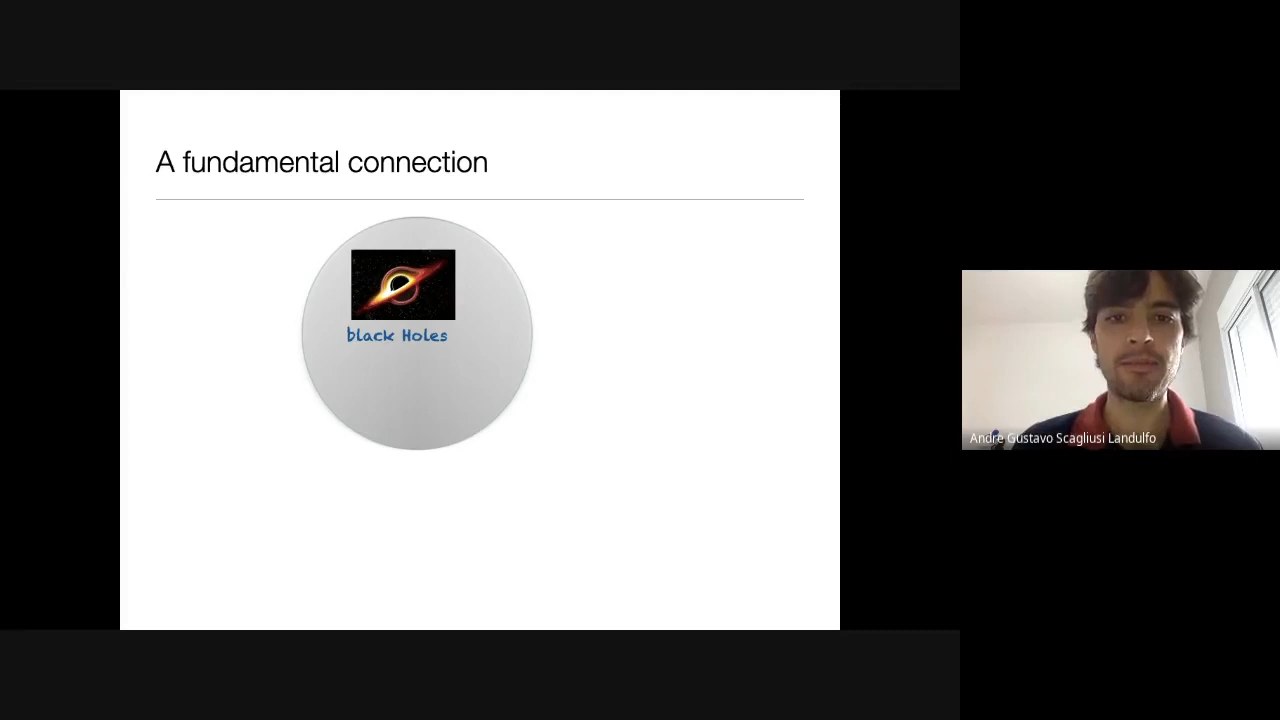 A fundamental connection
black Holes
Andre Gustavo Scagliusi Landulfo